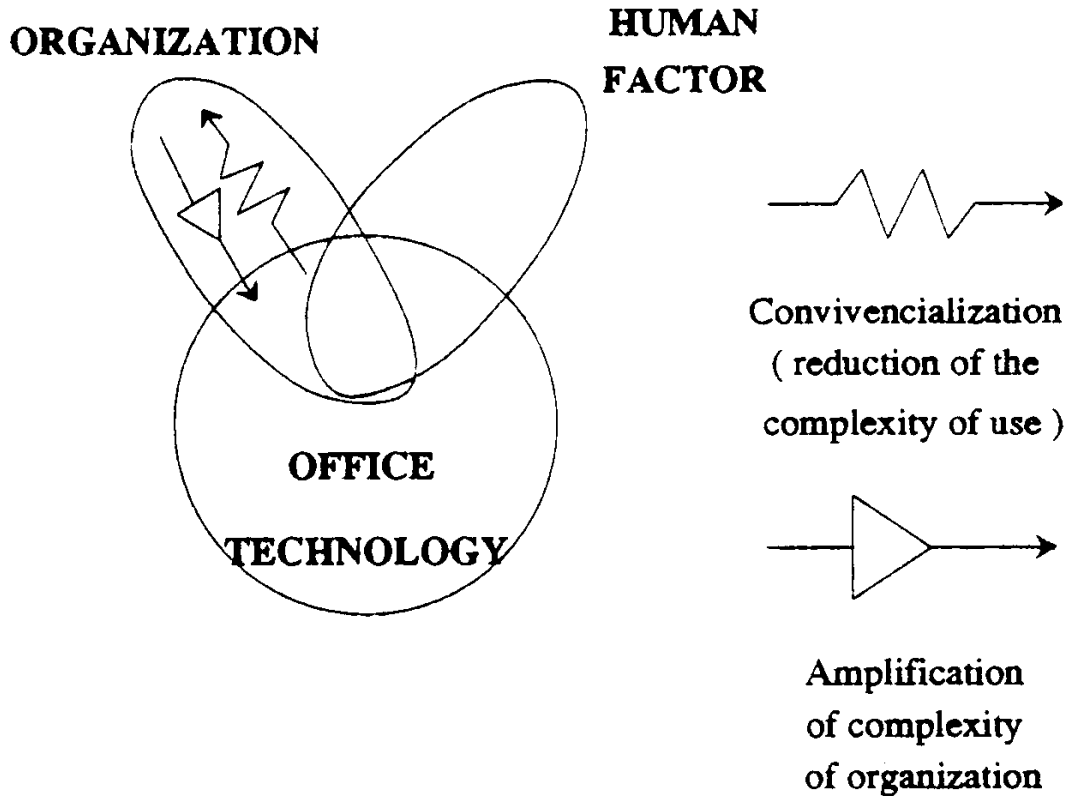 ORGANIZATION
HUMAN
FACTOR
Convivencialization
( reduction of the
complexity of use )
OFFICE
TECHNOLOGY
Amplification
of complexity
of organization